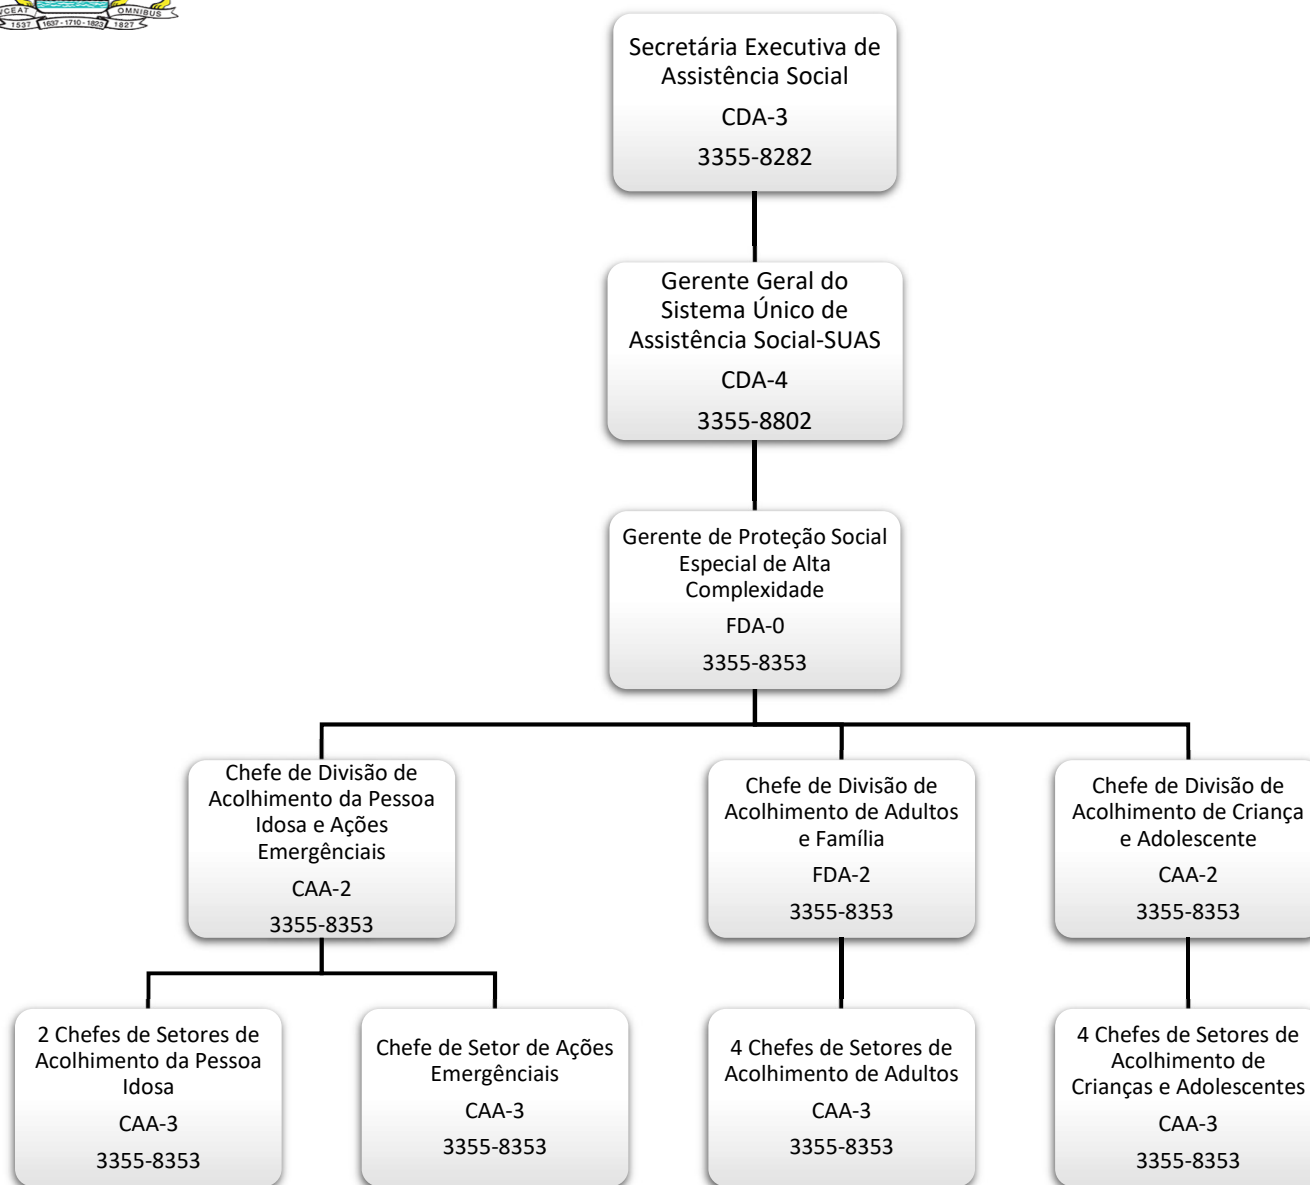 OMNIBUS
1537
1637-1710-1823
1827
Secretária Executiva de
Assistência Social
CDA-3
3355-8282
Gerente Geral do
Sistema Único de
Assistência Social-SUAS
CDA-4
3355-8802
Gerente de Proteção Social
Especial de Alta
Complexidade
FDA-0
3355-8353
Chefe de Divisão de
Acolhimento da Pessoa
Idosa e Ações
Emergênciais
CAA-2
3355-8353
Chefe de Divisão de
Acolhimento de Adultos
e Família
FDA-2
3355-8353
Chefe de Divisão de
Acolhimento de Criança
e Adolescente
CAA-2
3355-8353
2 Chefes de Setores de
Acolhimento da Pessoa
Idosa
CAA-3
3355-8353
Chefe de Setor de Ações
Emergênciais
CAA-3
3355-8353
4 Chefes de Setores de
Acolhimento de Adultos
CAA-3
3355-8353
4 Chefes de Setores de
Acolhimento de
Crianças e Adolescentes
CAA-3
3355-8353